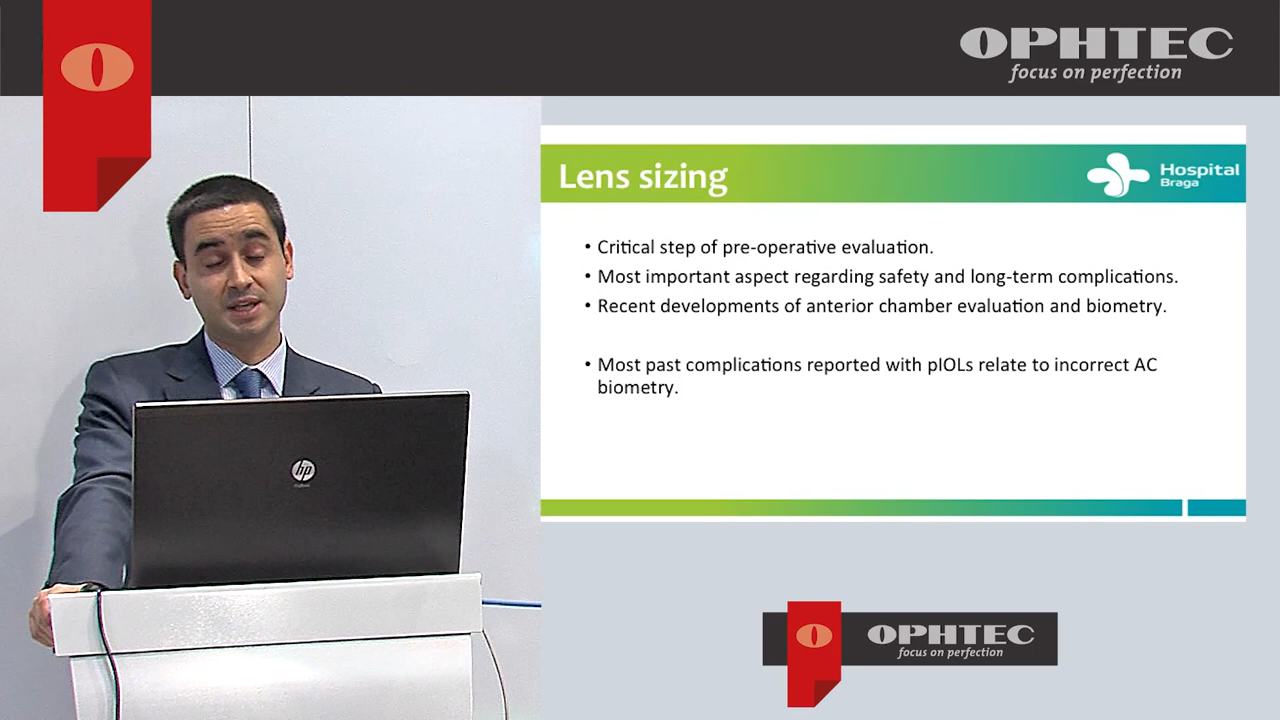 OPHTEC
focus on perfection
Lens sizing
Hospital
Braga
• Critical step of pre-operative evaluation.
• Most important aspect regarding safety and long-term complications.
• Recent developments of anterior chamber evaluation and biometry.
• Most past complications reported with pIOLs relate to incorrect AC
biometry.
hp
OPHTEC
focus on perfection